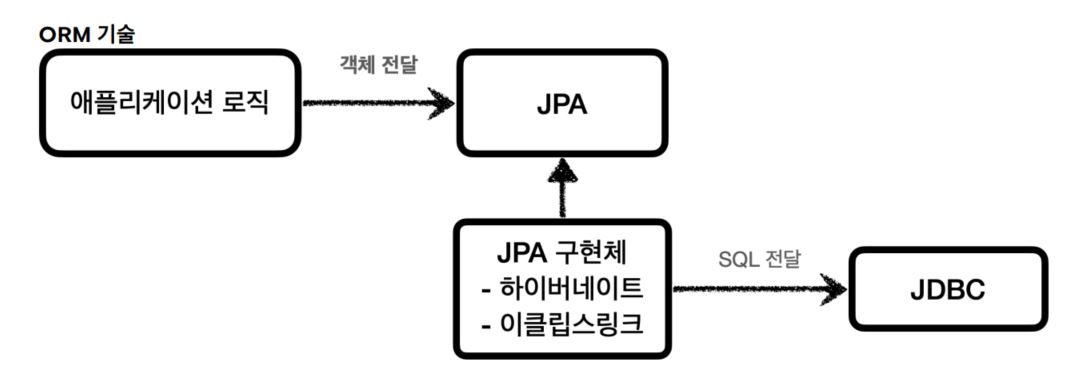 ORM 기술
객체 전달
애플리케이션 로직
JPA
JPA 구현체
- 하이버네이트
- 이클립스링크
SQL 전달
JDBC